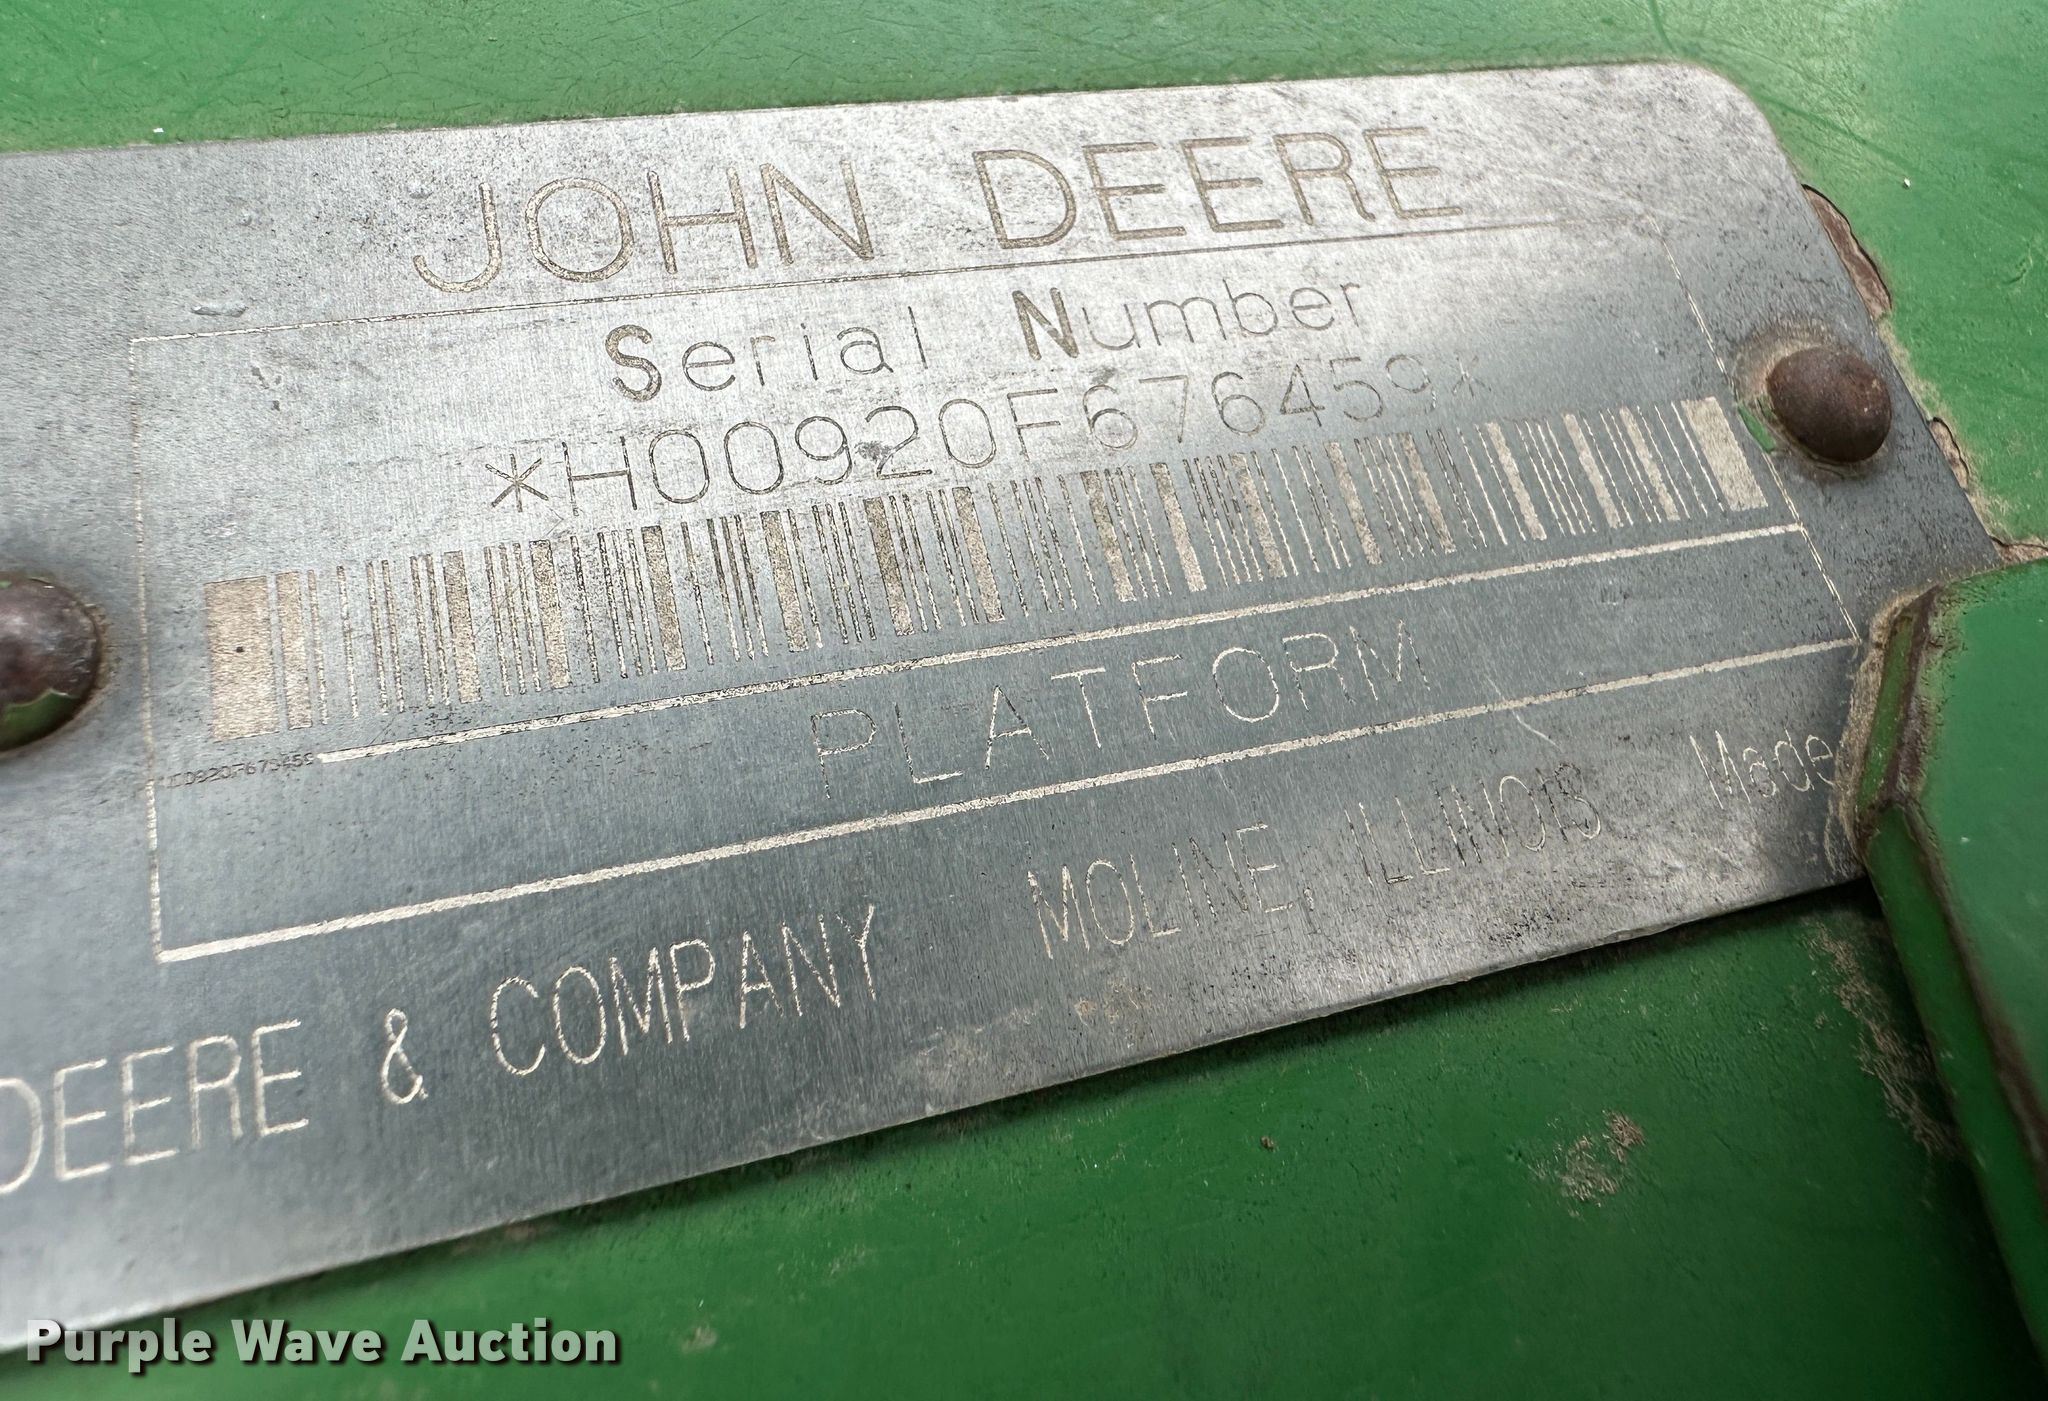 JOHN DEERE
Serial Number
*H00920F676459*
PLATFORM
DEERE & COMPANY MOLINE, ILLINOIS Made
Purple Wave Auction